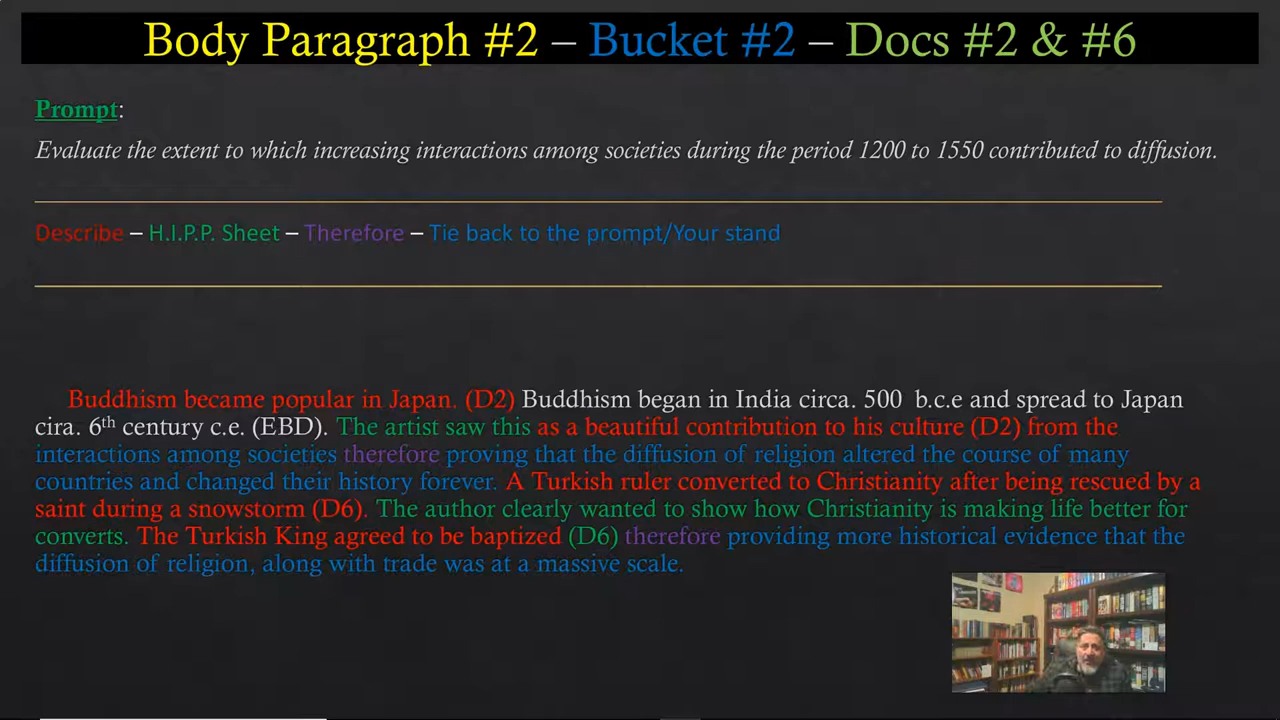 Body Paragraph #2 – Bucket #2 – Docs #2 & #6
Prompt:
Evaluate the extent to which increasing interactions among societies during the period 1200 to 1550 contributed to diffusion.
Describe – H.I.P.P. Sheet – Therefore – Tie back to the prompt/Your stand
Buddhism became popular in Japan. (D2) Buddhism began in India circa. 500 b.c.e and spread to Japan
cira. 6th century c.e. (EBD). The artist saw this as a beautiful contribution to his culture (D2) from the
interactions among societies therefore proving that the diffusion of religion altered the course of many
countries and changed their history forever. A Turkish ruler converted to Christianity after being rescued by a
saint during a snowstorm (D6). The author clearly wanted to show how Christianity is making life better for
converts. The Turkish King agreed to be baptized (D6) therefore providing more historical evidence that the
diffusion of religion, along with trade was at a massive scale.